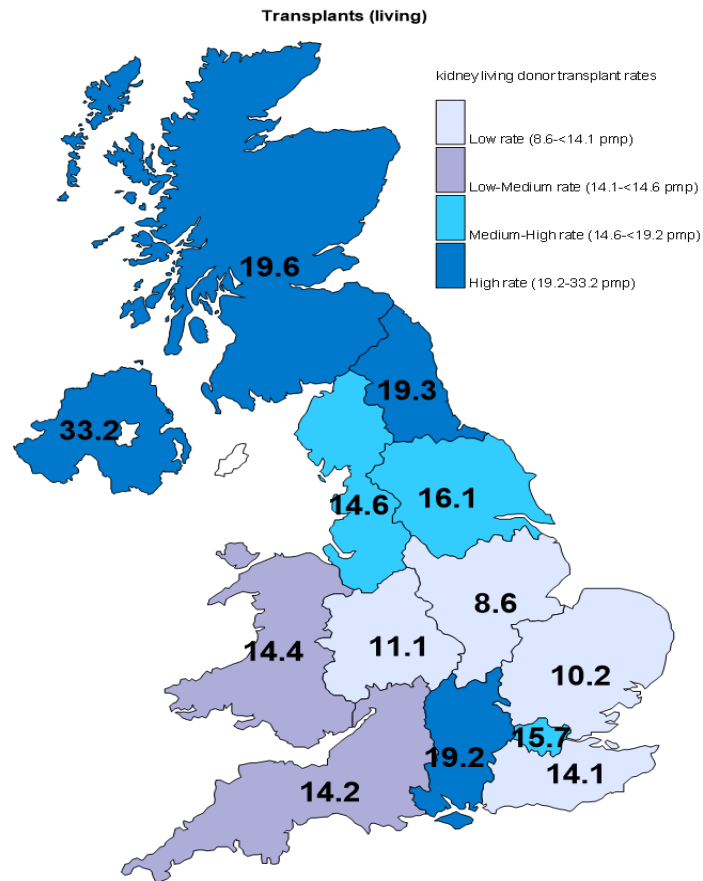 Transplants (living)
kidney living donor transplant rates
Low rate (8.6-<14.1 pmp)
Low-Medium rate (14.1-<14.6 pmp)
Medium-High rate (14.6-<19.2 pmp)
High rate (19.2-33.2 pmp)
19.6
19.3
33.2
14.6
16.1
8.6
11.1
14.4
10.2
15.7
19.2
14.1
14.2